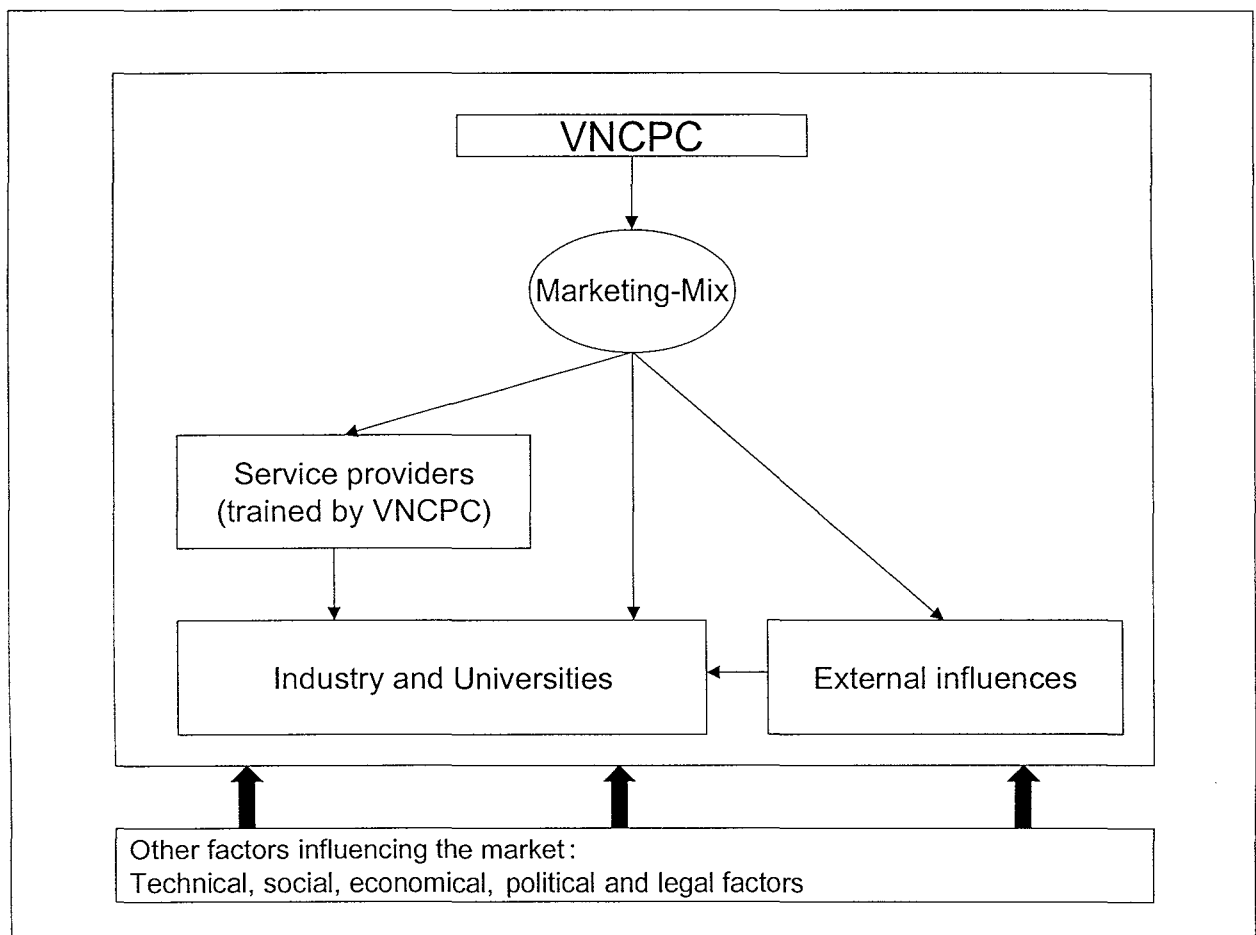 VNCPC
Marketing-Mix
Service providers
(trained by VNCPC)
Industry and Universities
External influences
Other factors influencing the market:
Technical, social, economical, political and legal factors